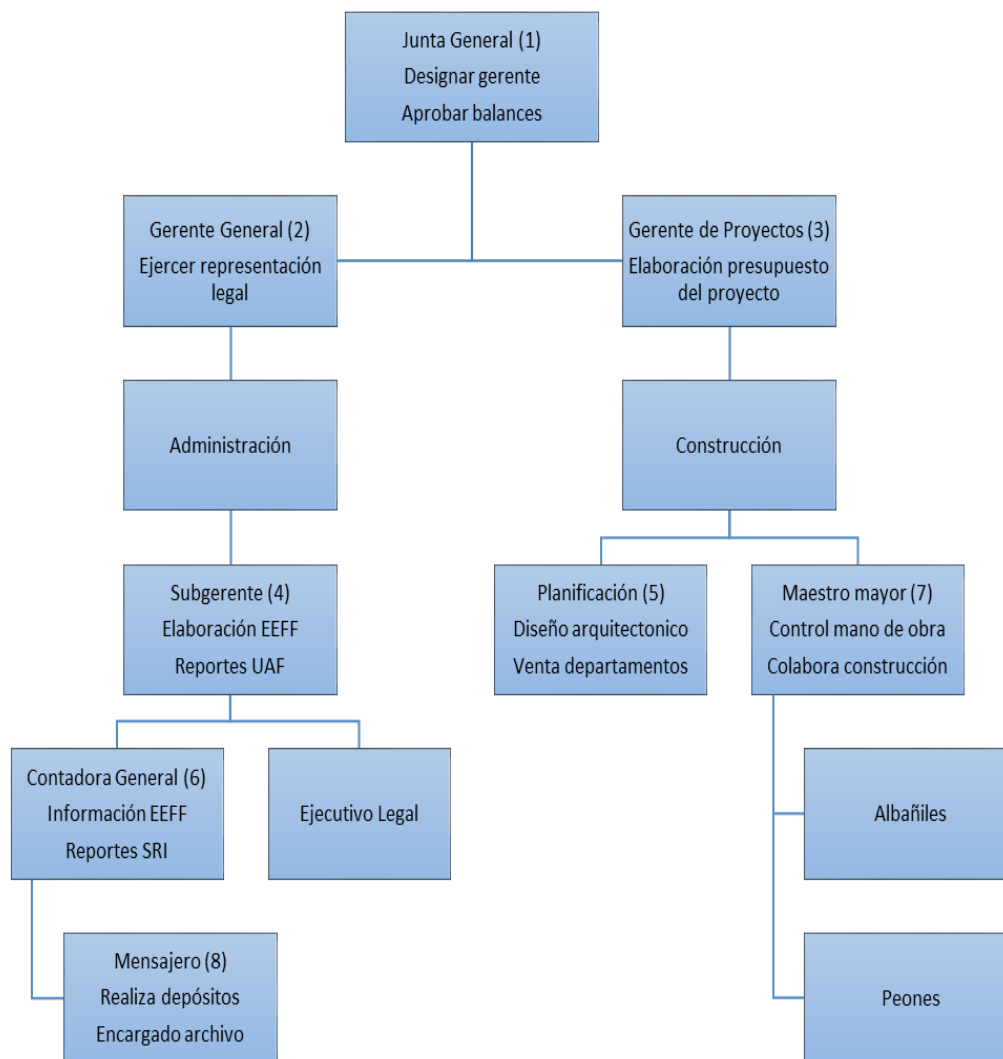 Junta General (1)
Designar gerente
Aprobar balances
Gerente General (2)
Ejercer representación
legal
Gerente de Proyectos (3)
Elaboración presupuesto
del proyecto
Administración
Construcción
Subgerente (4)
Elaboración EEFF
Reportes UAF
Planificación (5)
Diseño arquitectonico
Venta departamentos
Maestro mayor (7)
Control mano de obra
Colabora construcción
Contadora General (6)
Información EEFF
Reportes SRI
Ejecutivo Legal
Albañiles
Mensajero (8)
Realiza depósitos
Encargado archivo
Peones